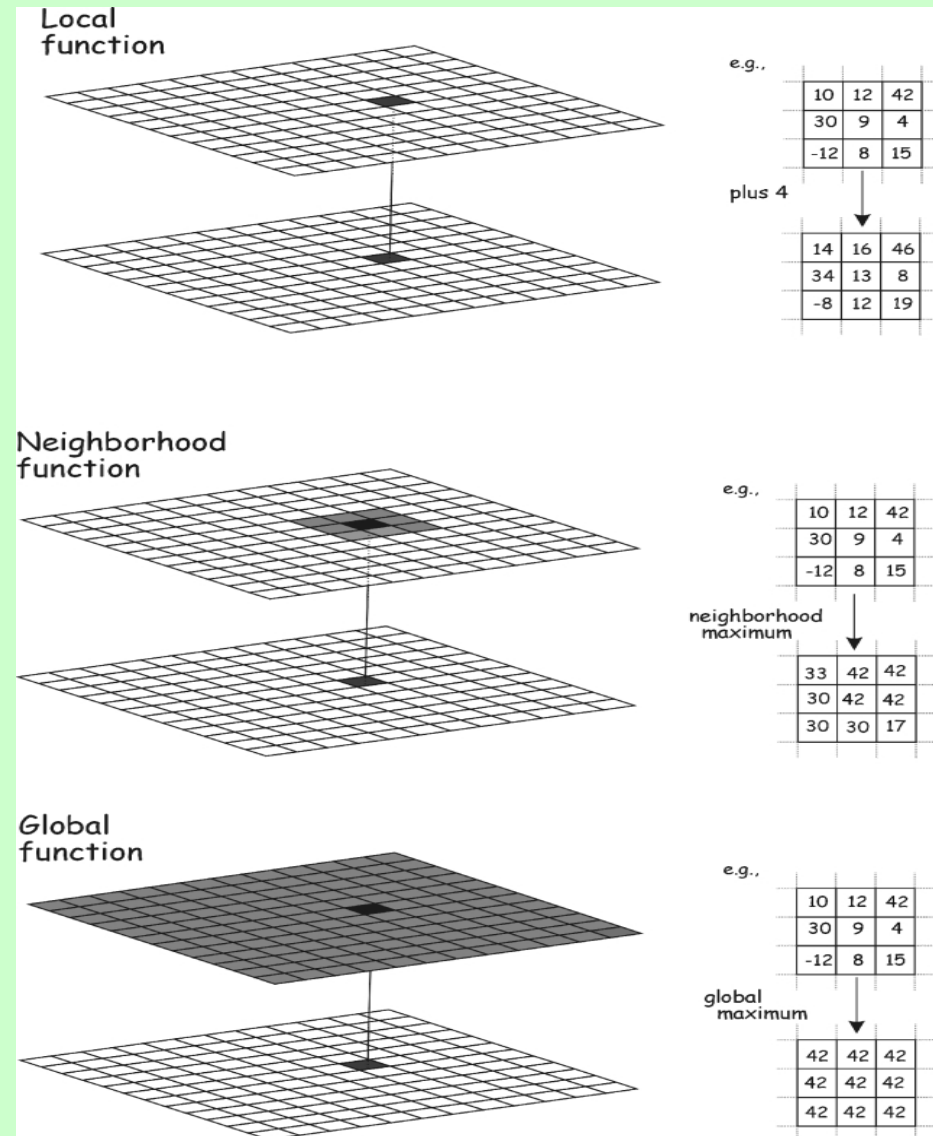 Local
function
e.g.,
10 12 42
30 9 4
-12 8 15
plus 4
14 16 46
34 13 8
-8 12 19
Neighborhood
function
e.g.,
10 12 42
30 9 4
-12 8 15
neighborhood
maximum
33 42 42
30 42 42
30 30 17
Global
function
e.g.,
10 12 42
30 9 4
-12 8 15
global
maximum
42 42 42
42 42 42
42 42 42